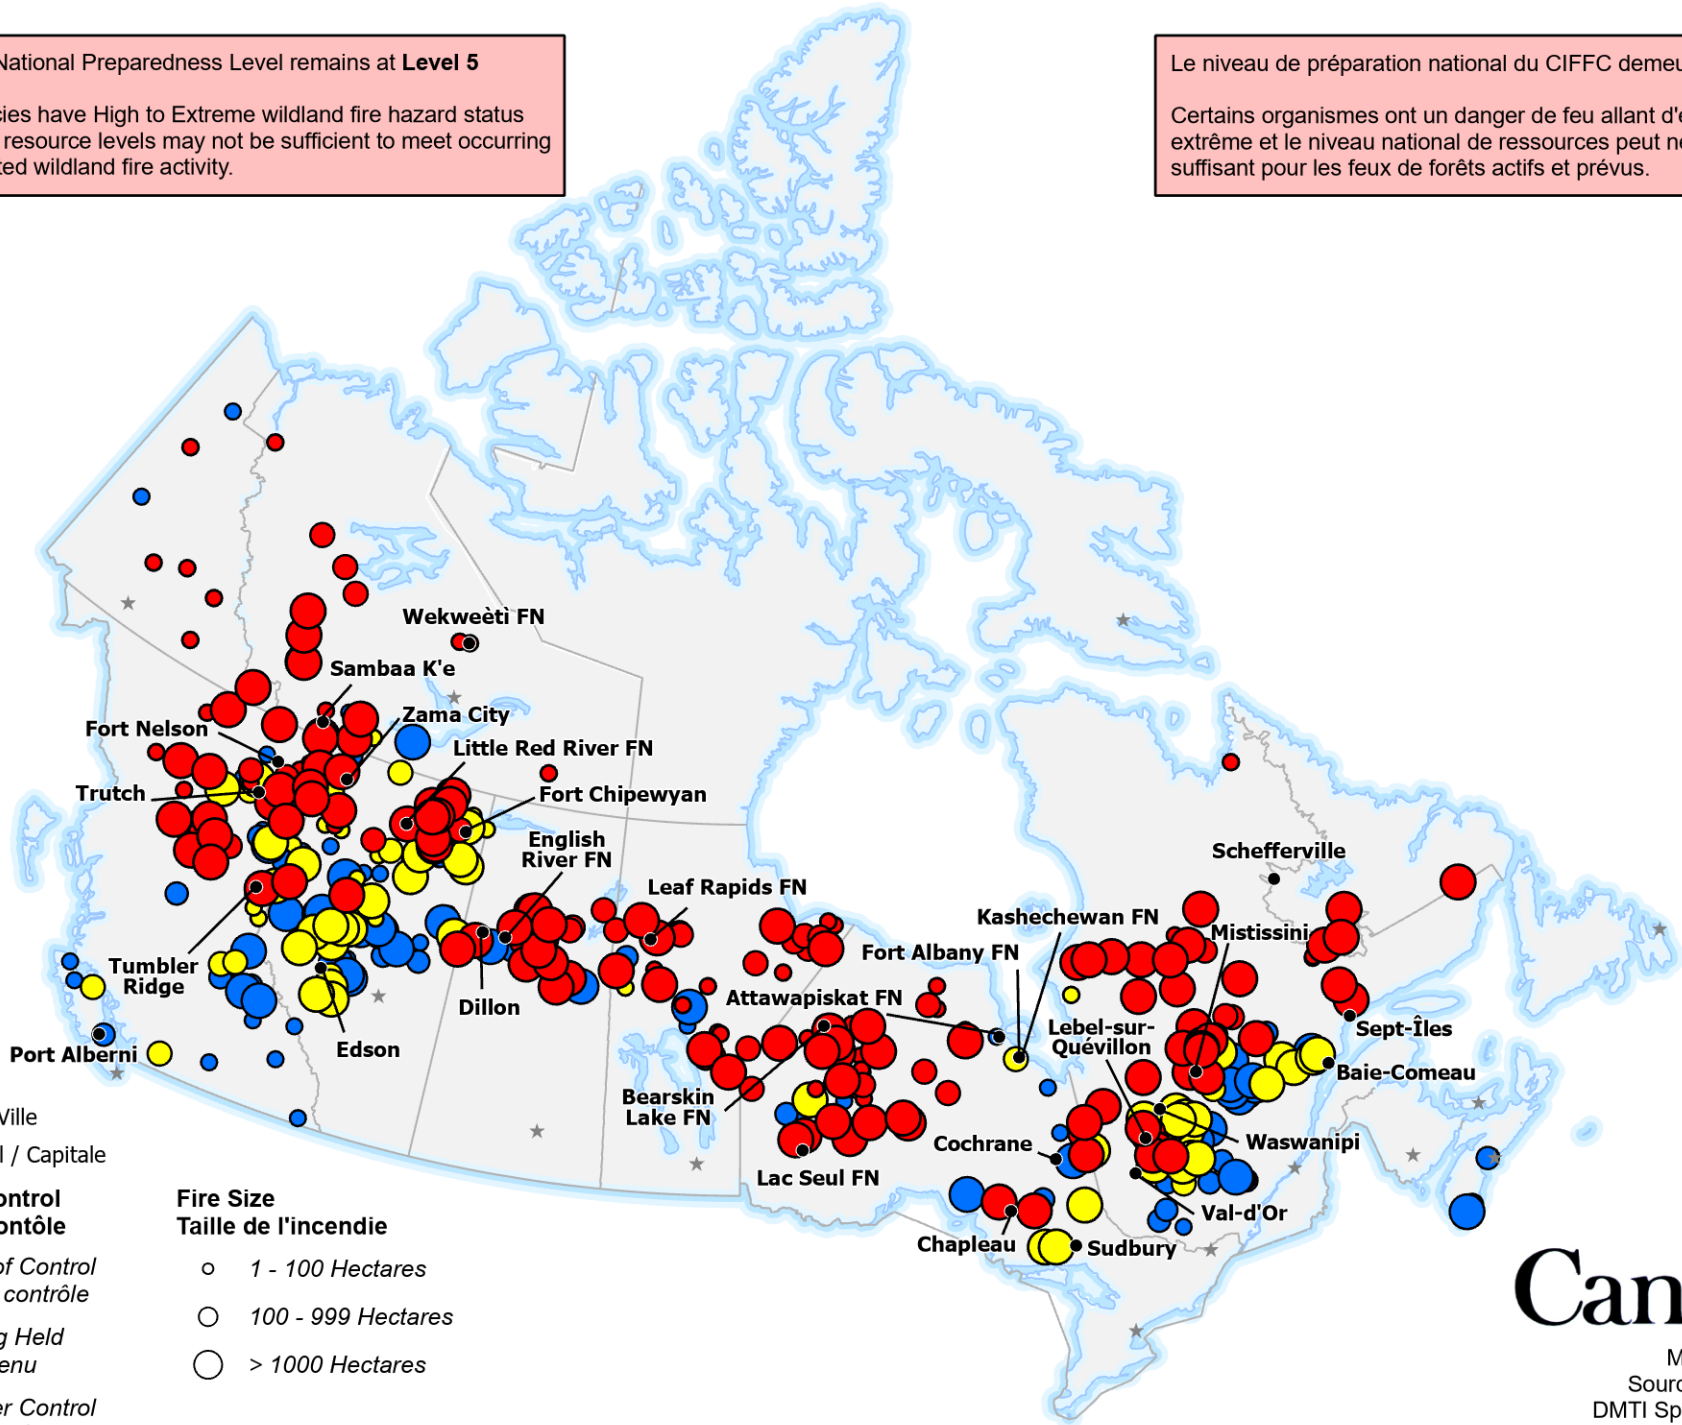 National Preparedness Level remains at Level 5
cies have High to Extreme wildland fire hazard status
resource levels may not be sufficient to meet occurring
ted wildland fire activity.
Le niveau de préparation national du CIFFC demeu
Certains organismes ont un danger de feu allant d'é
extrême et le niveau national de ressources peut ne
suffisant pour les feux de forêts actifs et prévus.
Wekweètì FN
Sambaa K'e
Zama City
Fort Nelson
Little Red River FN
Trutch
Fort Chipewyan
English
River FN
Schefferville
Leaf Rapids FN
Kashechewan FN
Mistissini
Fort Albany FN
Tumbler
Ridge
Dillon
Attawapiskat FN
Lebel-sur-
Quévillon
Sept-Îles
Port Alberni
Edson
Baie-Comeau
Bearskin
Lake FN
Cochrane
Waswanipi
Lac Seul FN
Val-d'Or
Chapleau
Sudbury
Ville
l / Capitale
ontrol
ontôle
of Control
contrôle
g Held
enu
er Control
Fire Size
Taille de l'incendie
1 - 100 Hectares
100 - 999 Hectares
> 1000 Hectares
Can
M
Sourc
DMTI Sp